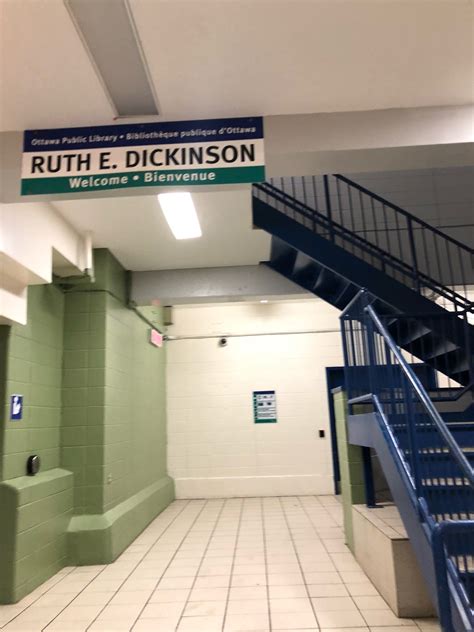 Ottawa Public Library • Bibliothèque publique d'Ottawa
RUTH E. DICKINSON
Welcome • Bienvenue